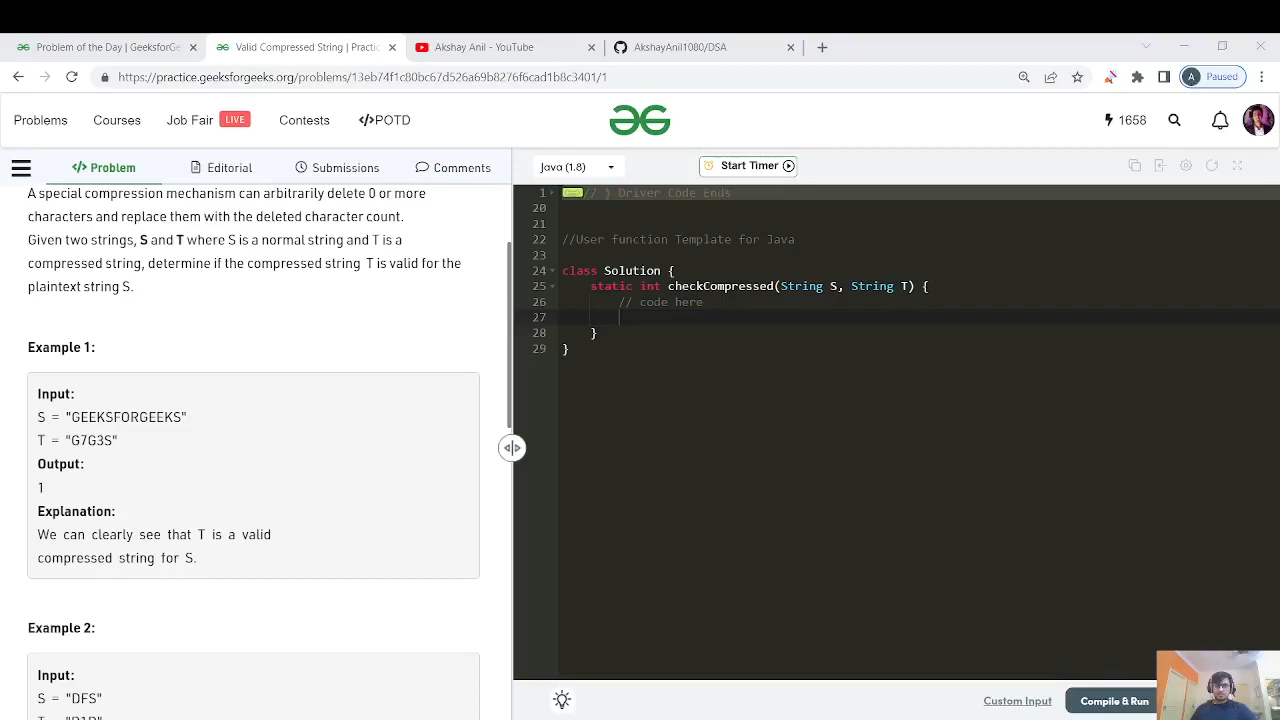 Problem of the Day | GeeksforGe
Valid Compressed String | Practic
Akshay Anil - YouTube
AkshayAnil1080/DSA
https://practice.geeksforgeeks.org/problems/13eb74f1c80bc67d526a69b8276f6cad1b8c3401/1
A
Paused
Problems
Courses
Job Fair
LIVE
Contests
</>POTD
1658
</> Problem
Editorial
Submissions
Comments
Java (1.8)
Start Timer
A special compression mechanism can arbitrarily delete 0 or more
characters and replace them with the deleted character count.
Given two strings, S and T where S is a normal string and T is a
compressed string, determine if the compressed string T is valid for the
plaintext string S.
Example 1:
Input:
S = "GEEKSFORGEEKS"
T = "G7G3S"
Output:
1
Explanation:
We can clearly see that T is a valid
compressed string for S.
Example 2:
Input:
S = "DFS"
1 // } Driver Code Ends
20
21
22 //User function Template for Java
23
24 class Solution {
25 static int checkCompressed(String S, String T) {
26 // code here
27
28 }
29 }
Custom Input
Compile & Run